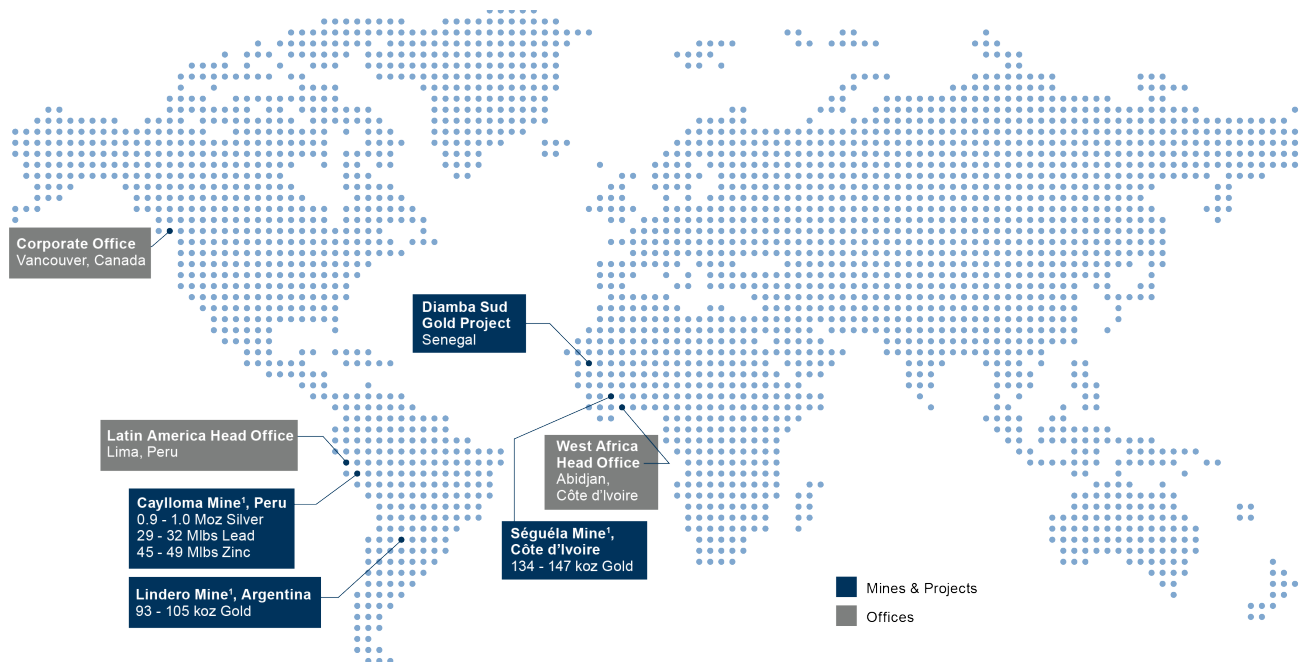 Corporate Office
Vancouver, Canada
Diamba Sud
Gold Project
Senegal
Latin America Head Office
Lima, Peru
West Africa
Head Office
Abidjan,
Côte d'Ivoire
Caylloma Mine¹, Peru
0.9 - 1.0 Moz Silver
29 - 32 Mlbs Lead
45 - 49 Mlbs Zinc
Séguéla Mine¹,
Côte d'Ivoire
134 - 147 koz Gold
Lindero Mine¹, Argentina
93 - 105 koz Gold
Mines & Projects
Offices